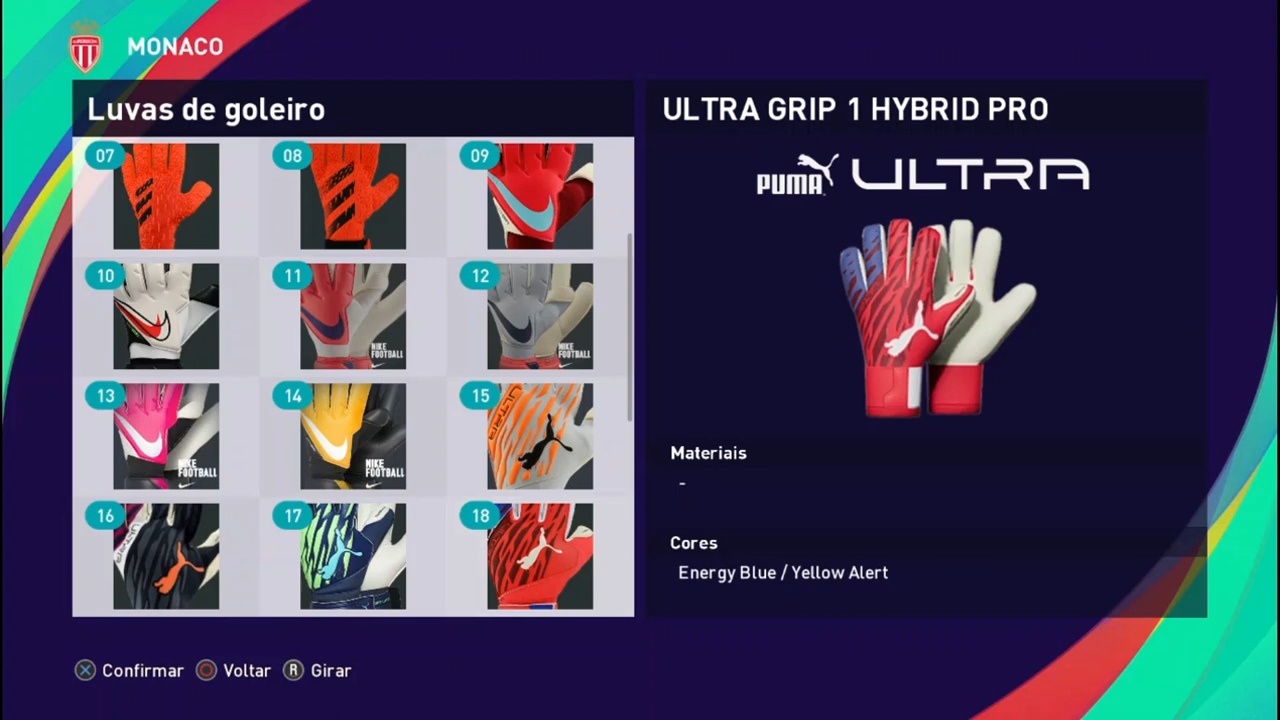 MONACO
Luvas de goleiro
07
08
09
10
11
NIKE
FOOTBALL
12
NIKE
FOOTBALL
13
NIKE
FOOTBALL
14
NIKE
FOOTBALL
15
ULTRA
16
ULTRA
17
18
ULTRA GRIP 1 HYBRID PRO
PUMA ULTRA
Materiais
-
Cores
Energy Blue / Yellow Alert
Confirmar
Voltar
R Girar